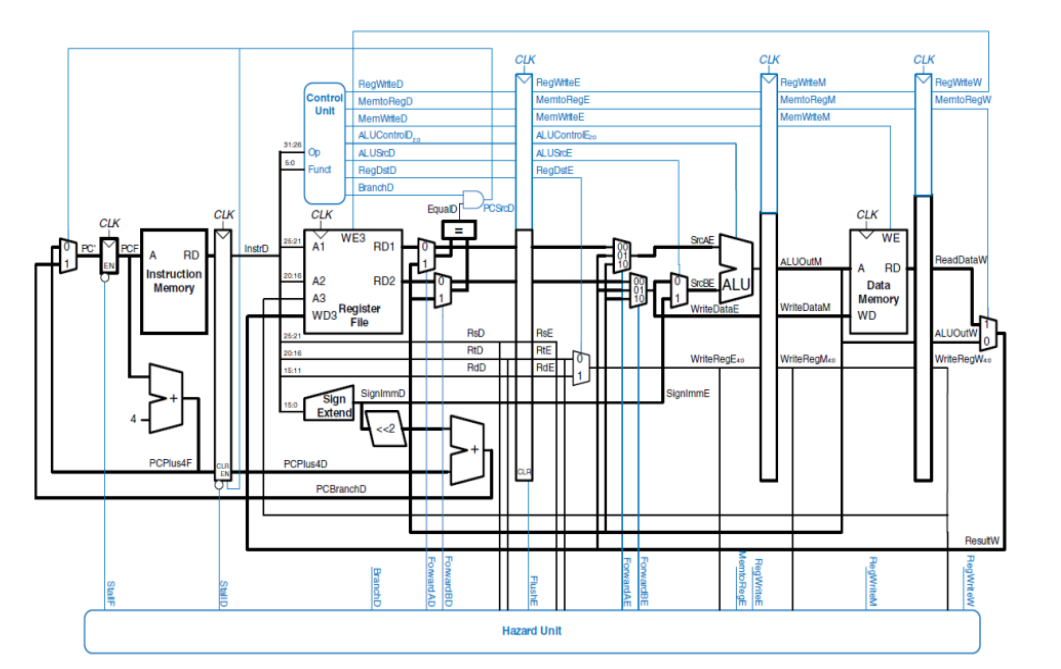 CLK CLK CLK
RegWriteD RegWriteE RegWriteM RegWriteW
Control Unit MemtoRegD MemtoRegE MemtoRegM MemtoRegW
MemWriteD MemWriteE MemWriteM
ALUControlD2:0 ALUControlE2:0
31:26 Op ALUSrcD ALUSrcE
5:0 Funct RegDstD RegDstE
BranchD
EqualD PCSrcD
CLK CLK CLK CLK
0 1 PC' PCF EN A RD Instruction Memory InstrD
25:21 A1 WE3 RD1 0 1 = 00 01 10 SrcAE ALU ALUOutM WE A RD Data Memory WD ReadDataW
20:16 A2 RD2 0 1 00 01 10 0 1 SrcBE
A3 WriteDataE WriteDataM
WD3 Register File 1 0
25:21 RsD RsE ALUOutW
20:16 RtD RtE 0 1 WriteRegE4:0 WriteRegM4:0 WriteRegW4:0
15:11 RdD RdE
15:0 Sign Extend SignImmD SignImmE
4 + <<2 +
PCPlus4F CLR EN PCPlus4D CLR
PCBranchD
ResultW
StallF StallD BranchD ForwardAD ForwardBD FlushE ForwardAE ForwardBE MemtoRegE RegWriteE RegWriteM RegWriteW
Hazard Unit